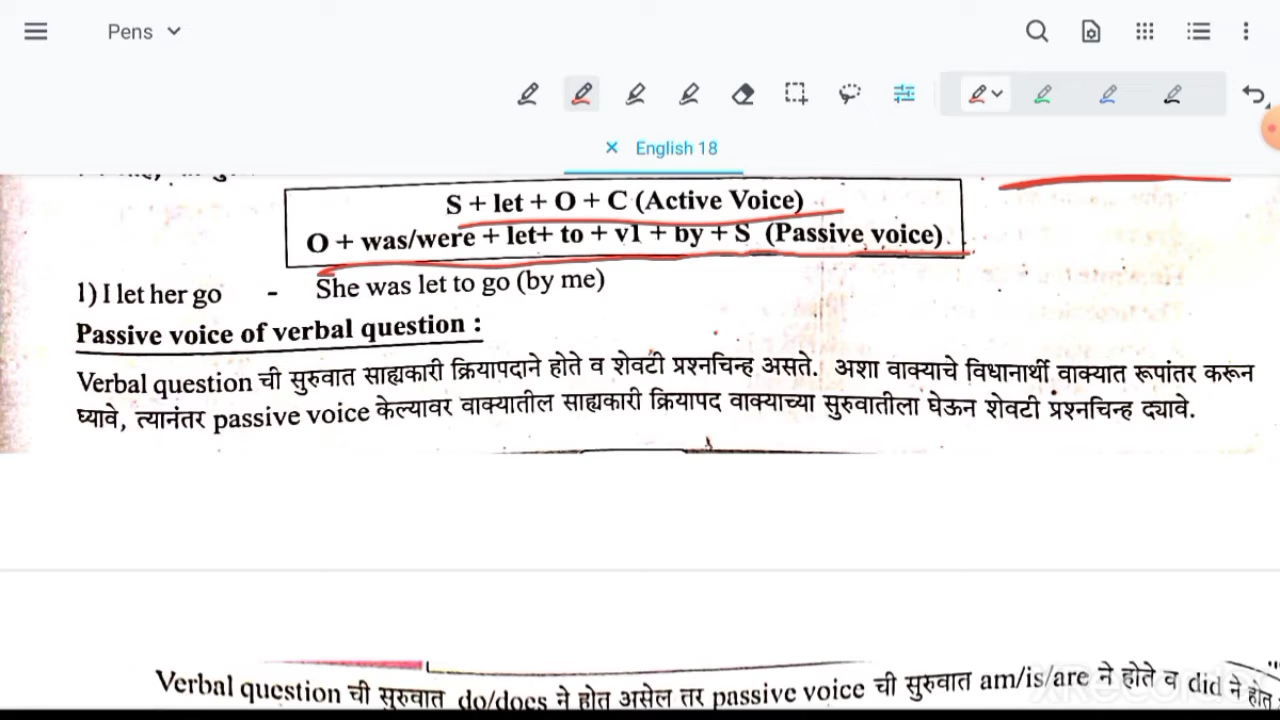 Pens
English 18
S + let + O + C (Active Voice)
O + was/were + let+ to + v1 + by + S (Passive voice).
1) I let her go - She was let to go (by me)
Passive voice of verbal question :
Verbal question ची सुरुवात साह्यकारी क्रियापदाने होते व शेवटी प्रश्नचिन्ह असते. अशा वाक्याचे विधानार्थी वाक्यात रूपांतर करून
घ्यावे, त्यानंतर passive voice केल्यावर वाक्यातील साह्यकारी क्रियापद वाक्याच्या सुरुवातीला घेऊन शेवटी प्रश्नचिन्ह द्यावे.
Verbal question ची सुरुवात do/does ने होत असेल तर passive voice ची सुरुवात am/is/are ने होते व did ने होत